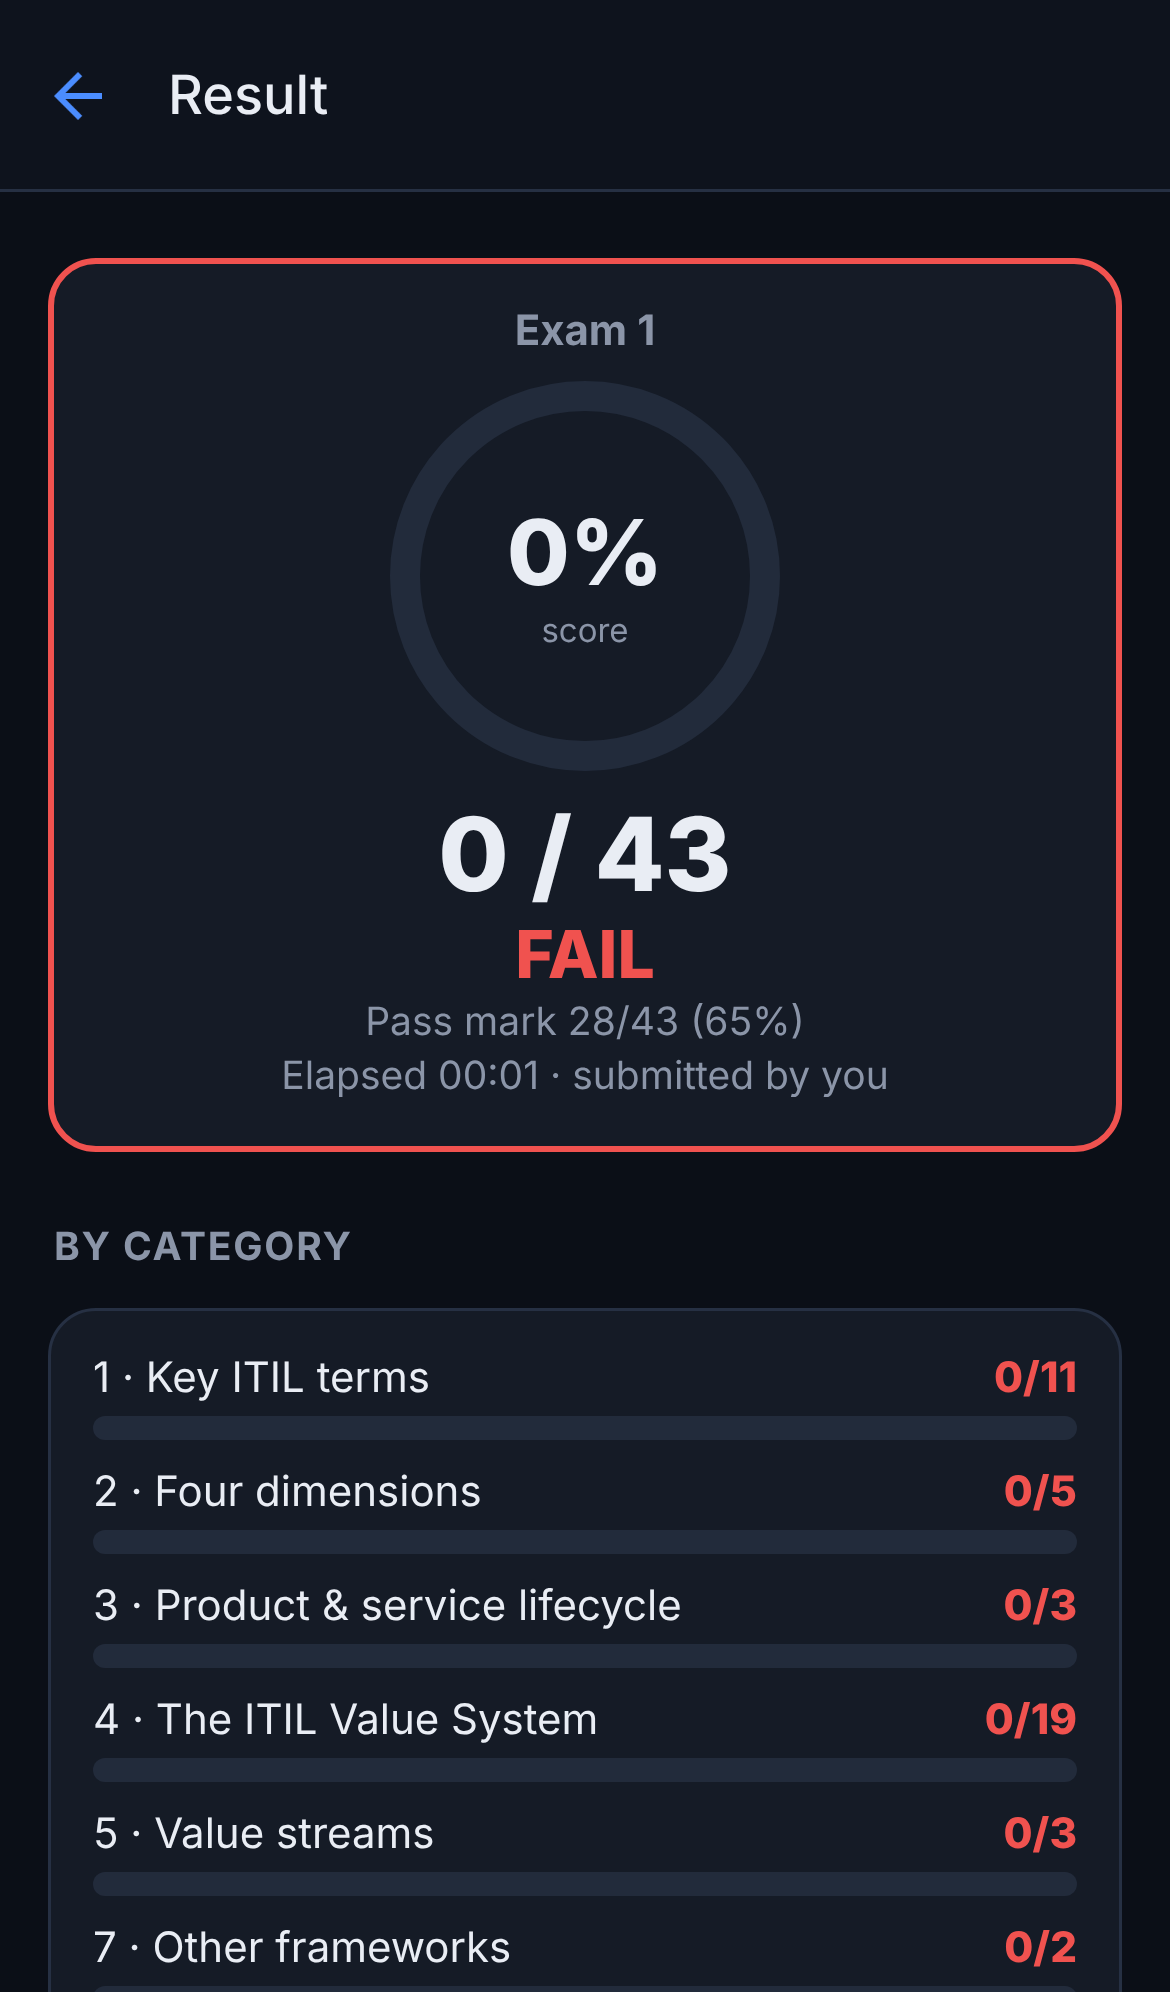 Result
Exam 1
0%
score
0 / 43
FAIL
Pass mark 28/43 (65%)
Elapsed 00:01 · submitted by you
BY CATEGORY
1 · Key ITIL terms 0/11
2 · Four dimensions 0/5
3 · Product & service lifecycle 0/3
4 · The ITIL Value System 0/19
5 · Value streams 0/3
7 · Other frameworks 0/2